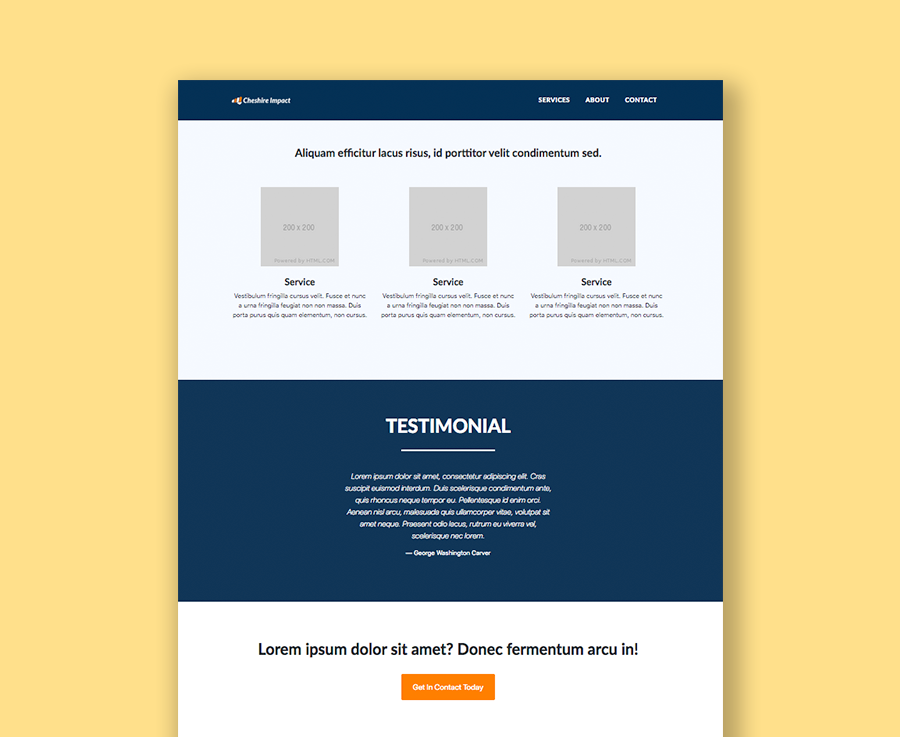 Cheshire Impact
SERVICES ABOUT CONTACT
Aliquam efficitur lacus risus, id porttitor velit condimentum sed.
200 x 200
Powered by HTML.COM
200 x 200
Powered by HTML.COM
200 x 200
Powered by HTML.COM
Service
Vestibulum fringilla cursus velit. Fusce et nunc
a urna fringilla feugiat non non massa. Duis
porta purus quis quam elementum, non cursus.
Service
Vestibulum fringilla cursus velit. Fusce et nunc
a urna fringilla feugiat non non massa. Duis
porta purus quis quam elementum, non cursus.
Service
Vestibulum fringilla cursus velit. Fusce et nunc
a urna fringilla feugiat non non massa. Duis
porta purus quis quam elementum, non cursus.
TESTIMONIAL
Lorem ipsum dolor sit amet, consectetur adipiscing elit. Cras
suscipit euismod interdum. Duis scelerisque condimentum ante,
quis rhoncus neque tempor eu. Pellentesque id enim orci.
Aenean nisl arcu, malesuada quis ullamcorper vitae, volutpat sit
amet neque. Praesent odio lacus, rutrum eu viverra vel,
scelerisque nec lorem.
— George Washington Carver
Lorem ipsum dolor sit amet? Donec fermentum arcu in!
Get In Contact Today